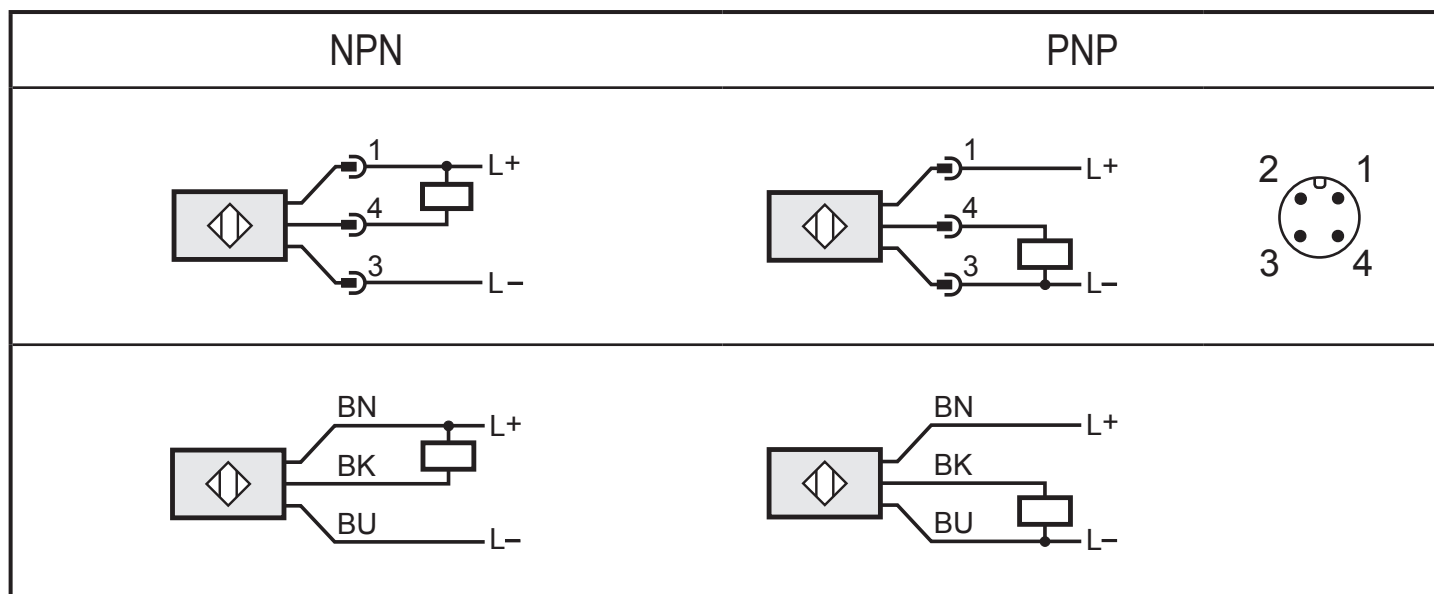 NPN PNP
1 L+
4
3 L–
1 L+
4
3 L–
2 1
3 4
BN L+
BK
BU L–
BN L+
BK
BU L–